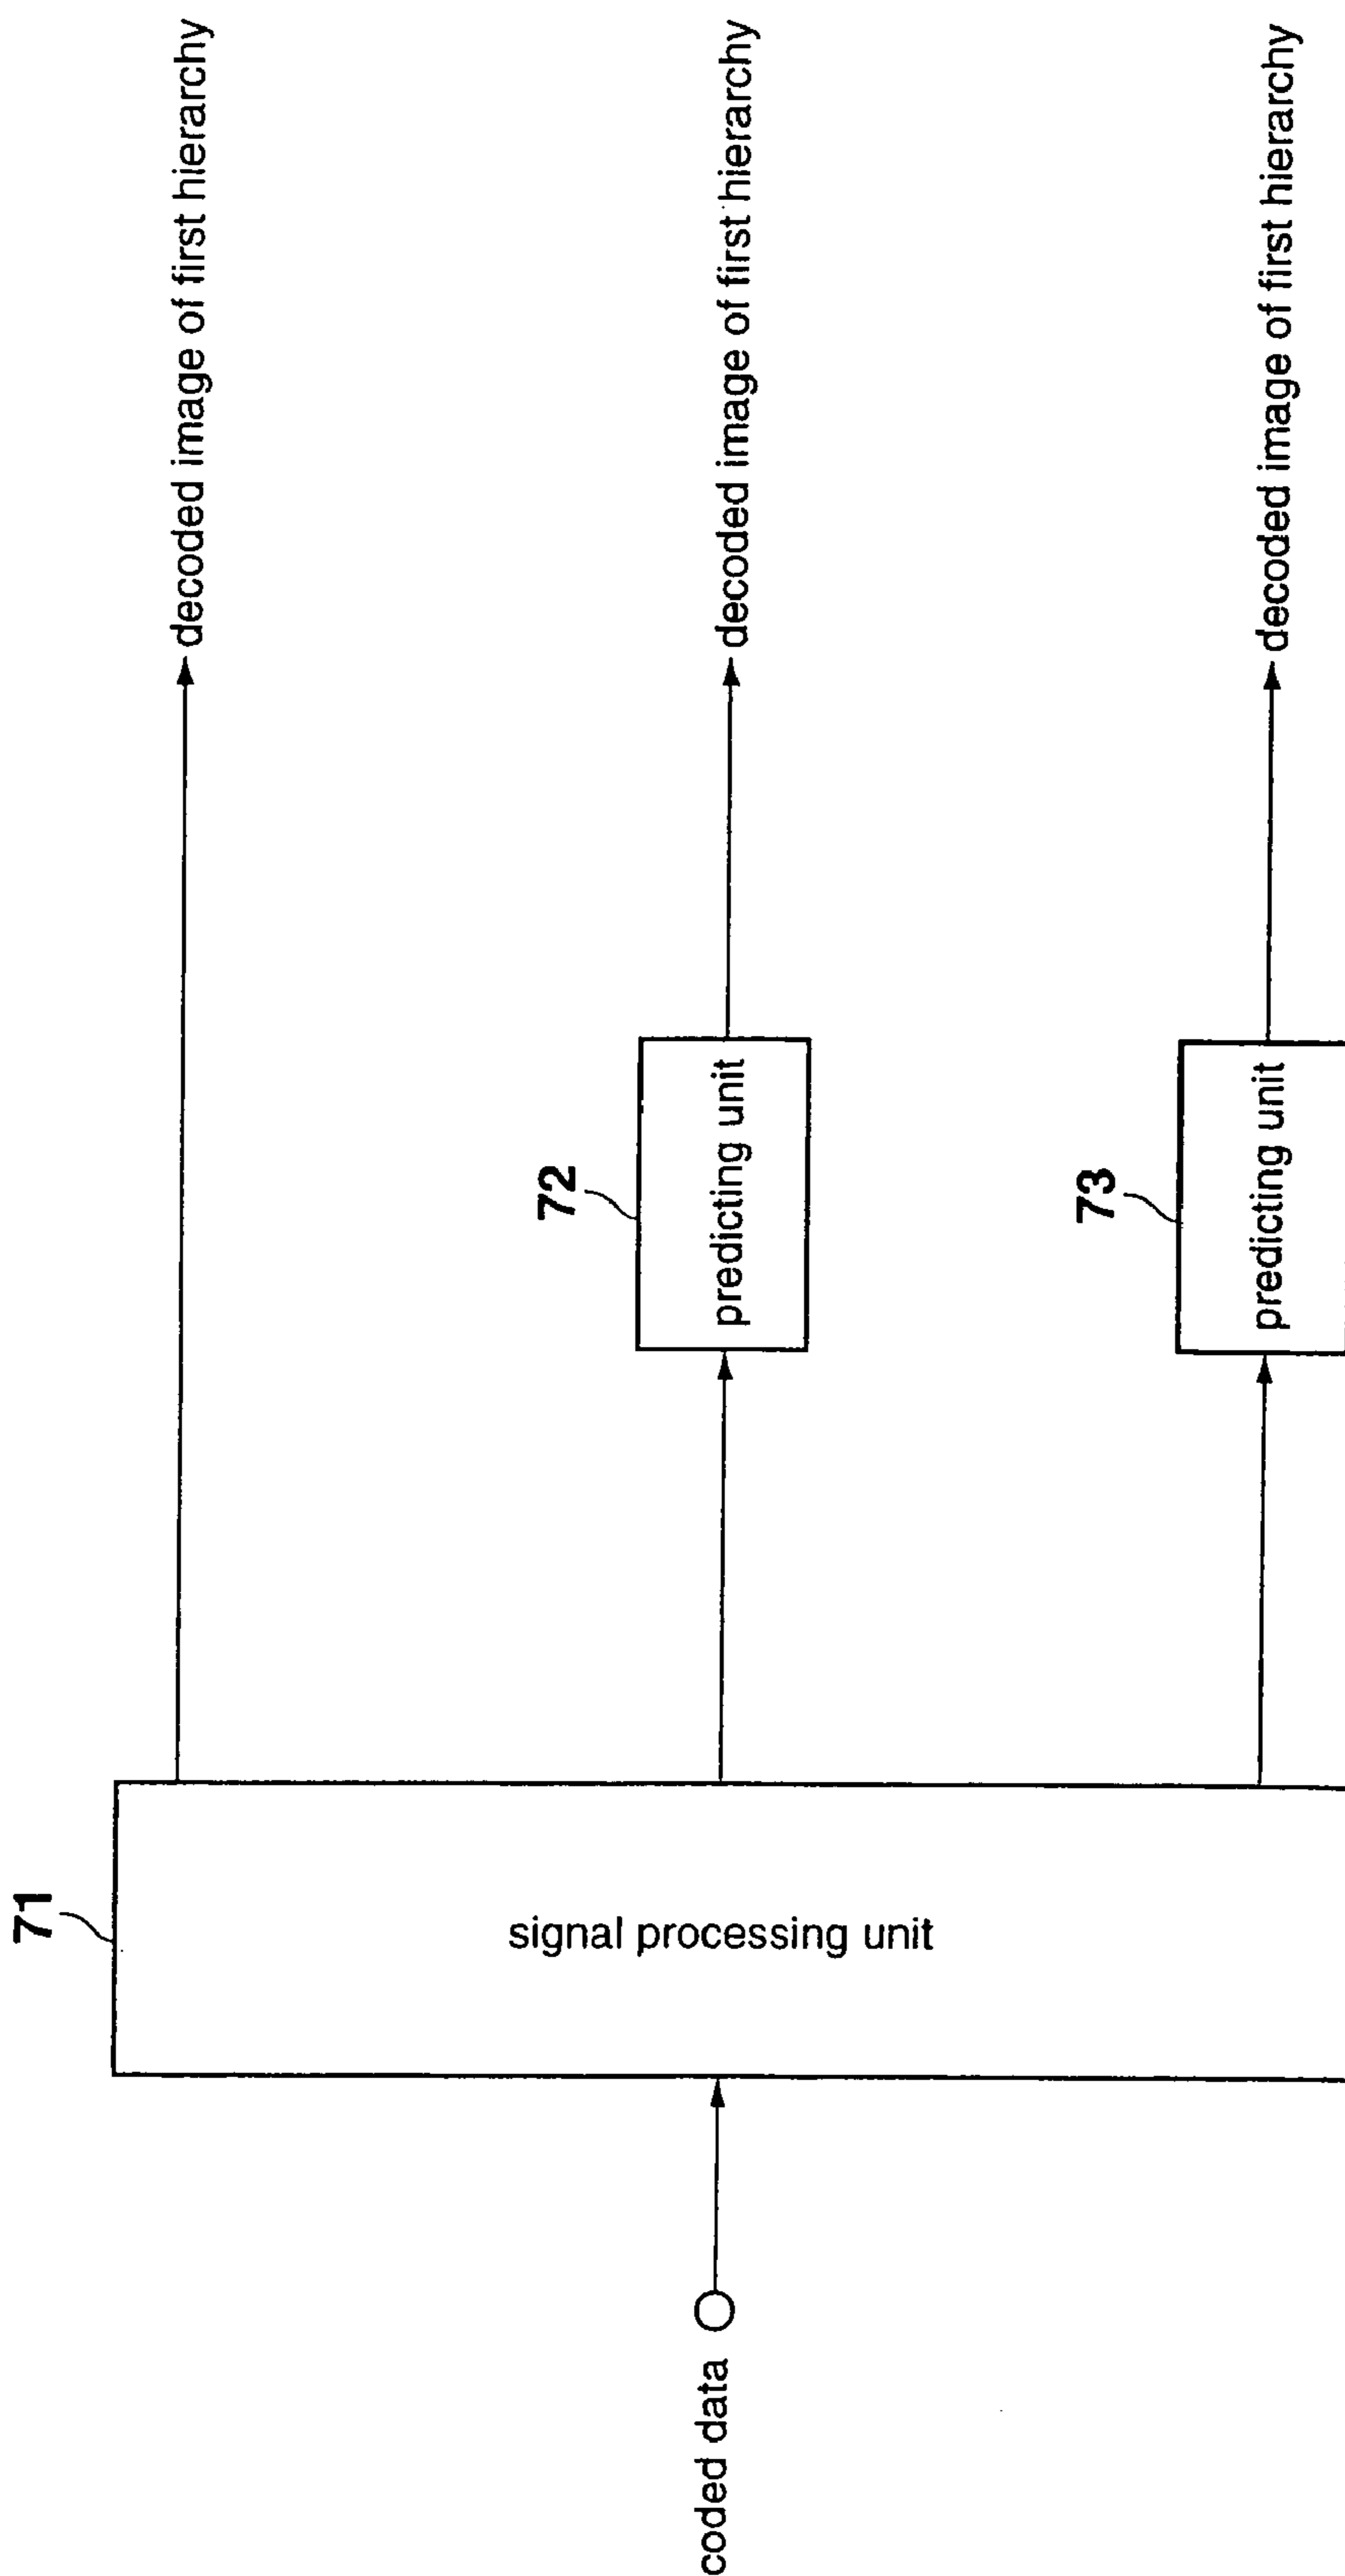 71
signal processing unit
coded data
72
predicting unit
73
predicting unit
decoded image of first hierarchy
decoded image of first hierarchy
decoded image of first hierarchy